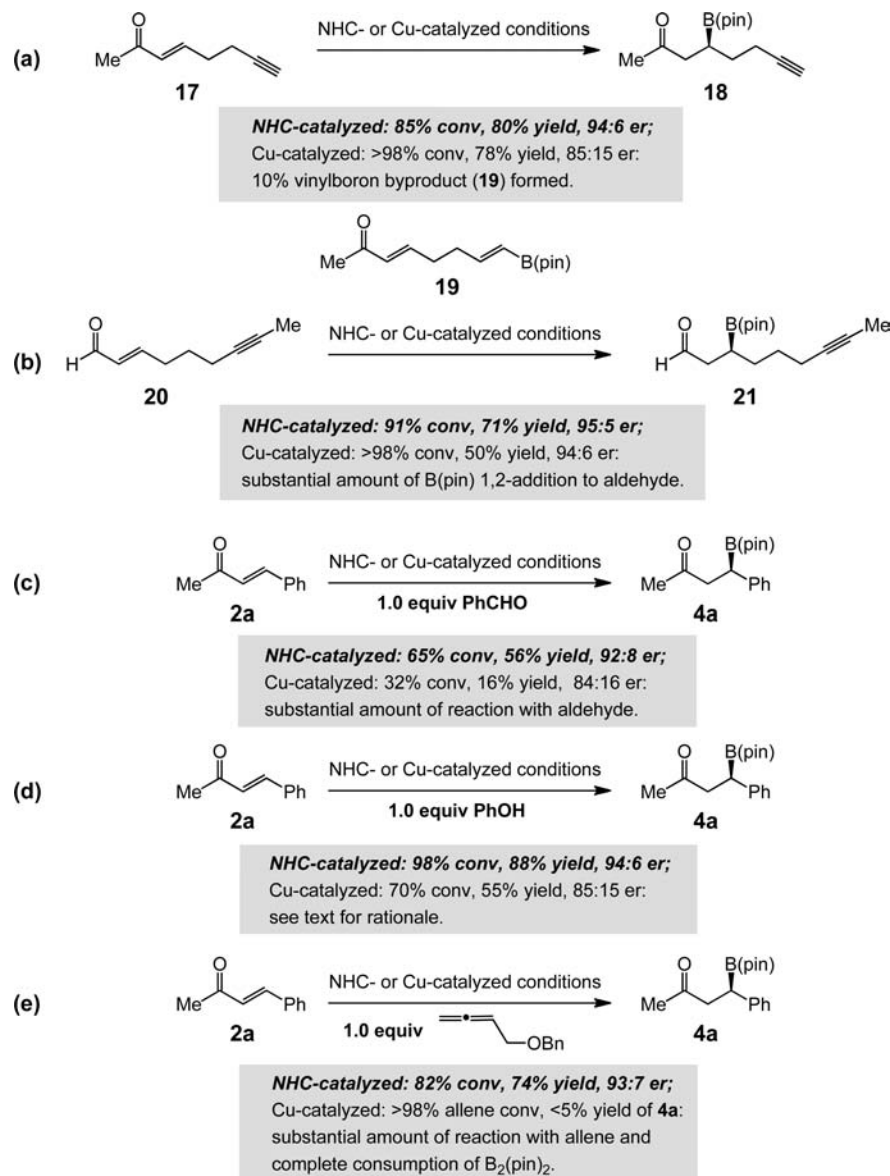 (a)
O
Me
17
NHC- or Cu-catalyzed conditions
O
B(pin)
Me
18
NHC-catalyzed: 85% conv, 80% yield, 94:6 er;
Cu-catalyzed: >98% conv, 78% yield, 85:15 er:
10% vinylboron byproduct (19) formed.
O
Me
B(pin)
19
(b)
O
H
Me
20
NHC- or Cu-catalyzed conditions
O
B(pin)
H
Me
21
NHC-catalyzed: 91% conv, 71% yield, 95:5 er;
Cu-catalyzed: >98% conv, 50% yield, 94:6 er:
substantial amount of B(pin) 1,2-addition to aldehyde.
(c)
O
Me
Ph
2a
NHC- or Cu-catalyzed conditions
1.0 equiv PhCHO
O
B(pin)
Me
Ph
4a
NHC-catalyzed: 65% conv, 56% yield, 92:8 er;
Cu-catalyzed: 32% conv, 16% yield, 84:16 er:
substantial amount of reaction with aldehyde.
(d)
O
Me
Ph
2a
NHC- or Cu-catalyzed conditions
1.0 equiv PhOH
O
B(pin)
Me
Ph
4a
NHC-catalyzed: 98% conv, 88% yield, 94:6 er;
Cu-catalyzed: 70% conv, 55% yield, 85:15 er:
see text for rationale.
(e)
O
Me
Ph
2a
NHC- or Cu-catalyzed conditions
1.0 equiv
OBn
O
B(pin)
Me
Ph
4a
NHC-catalyzed: 82% conv, 74% yield, 93:7 er;
Cu-catalyzed: >98% allene conv, <5% yield of 4a:
substantial amount of reaction with allene and
complete consumption of B2(pin)2.